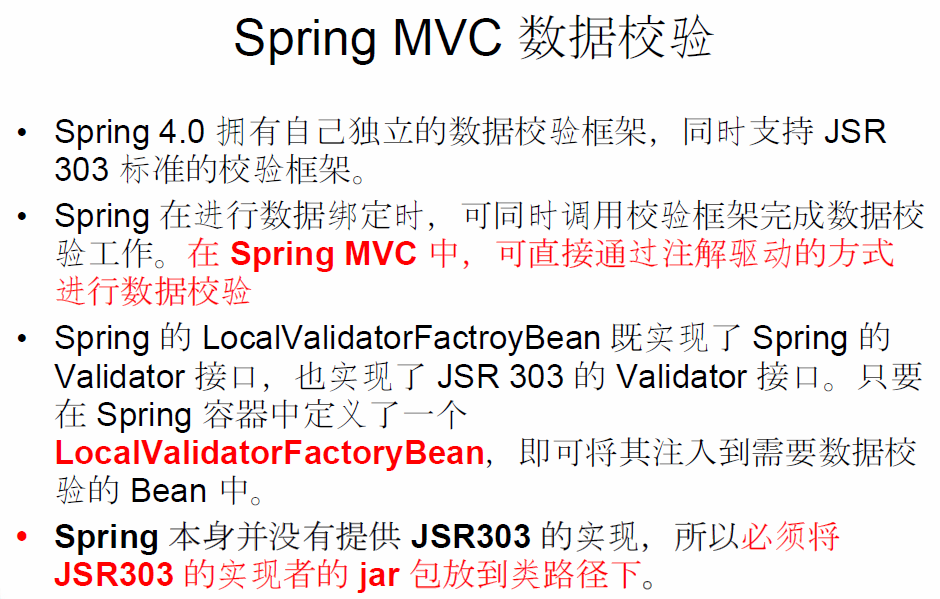 Spring MVC 数据校验
• Spring 4.0 拥有自己独立的数据校验框架，同时支持 JSR
303 标准的校验框架。
• Spring 在进行数据绑定时，可同时调用校验框架完成数据校
验工作。在 Spring MVC 中，可直接通过注解驱动的方式
进行数据校验
• Spring 的 LocalValidatorFactroyBean 既实现了 Spring 的
Validator 接口，也实现了 JSR 303 的 Validator 接口。只要
在 Spring 容器中定义了一个
LocalValidatorFactoryBean，即可将其注入到需要数据校
验的 Bean 中。
• Spring 本身并没有提供 JSR303 的实现，所以必须将
JSR303 的实现者的 jar 包放到类路径下。